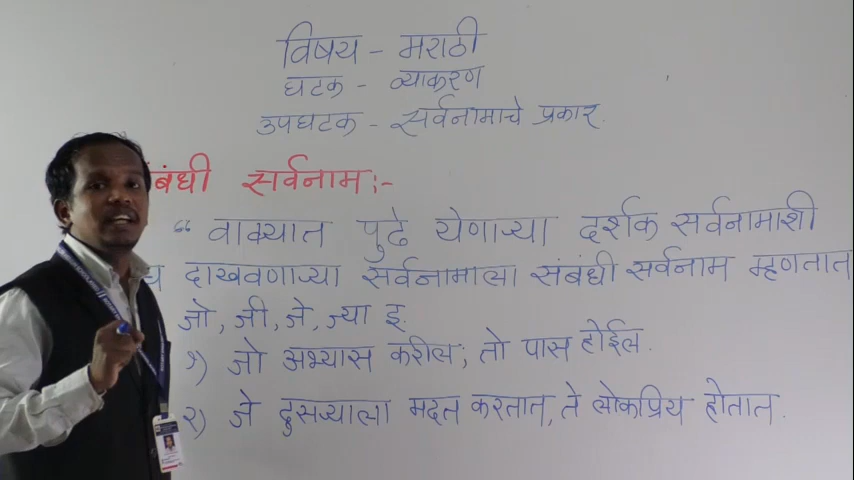 विषय - मराठी
घटक - व्याकरण
उपघटक - सर्वनामाचे प्रकार.
संबंधी सर्वनाम:-
“ वाक्यात पुढे येणाऱ्या दर्शक सर्वनामाशी
दाखवणाऱ्या सर्वनामाला संबंधी सर्वनाम म्हणतात
जो, जी, जे, ज्या इ.
१) जो अभ्यास करील; तो पास होईल.
२) जे दुसऱ्याला मदत करतात, ते लोकप्रिय होतात.